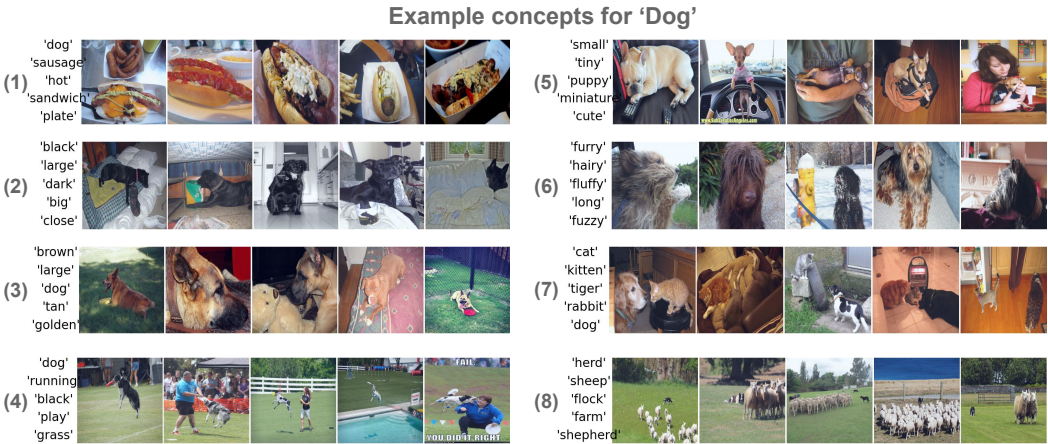 Example concepts for ‘Dog’
(1)
'dog'
'sausage'
'hot'
'sandwich'
'plate'
(2)
'black'
'large'
'dark'
'big'
'close'
(3)
'brown'
'large'
'dog'
'tan'
'golden'
(4)
'dog'
'running'
'black'
'play'
'grass'
FAIL
YOU DID IT RIGHT
(5)
'small'
'tiny'
'puppy'
'miniature'
'cute'
(6)
'furry'
'hairy'
'fluffy'
'long'
'fuzzy'
(7)
'cat'
'kitten'
'tiger'
'rabbit'
'dog'
(8)
'herd'
'sheep'
'flock'
'farm'
'shepherd'